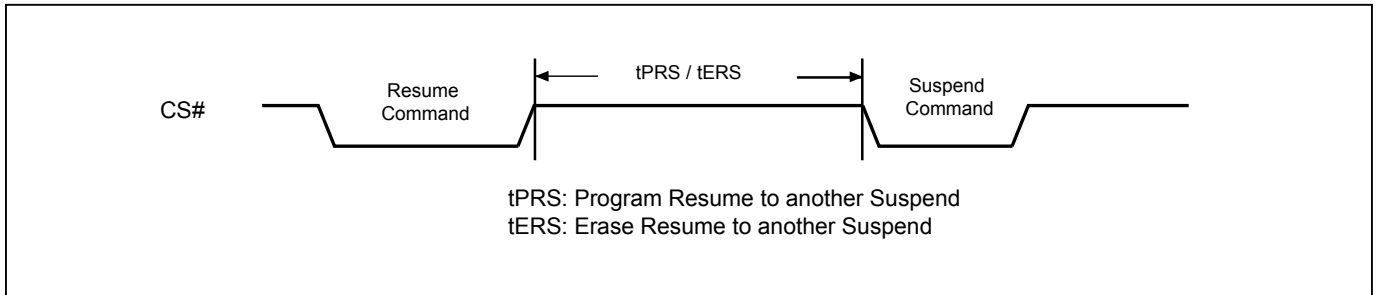 tPRS / tERS
CS#
Resume
Command
Suspend
Command
tPRS: Program Resume to another Suspend
tERS: Erase Resume to another Suspend